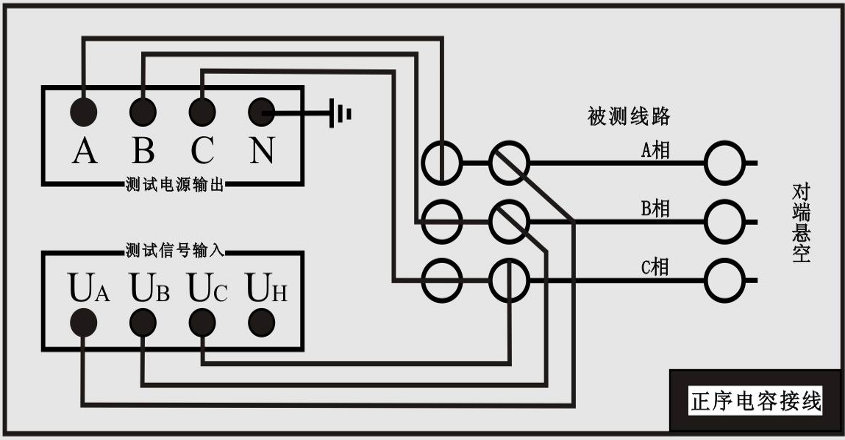 A B C N
测试电源输出
被测线路
A相
B相
C相
对端悬空
测试信号输入
UA UB UC UH
正序电容接线